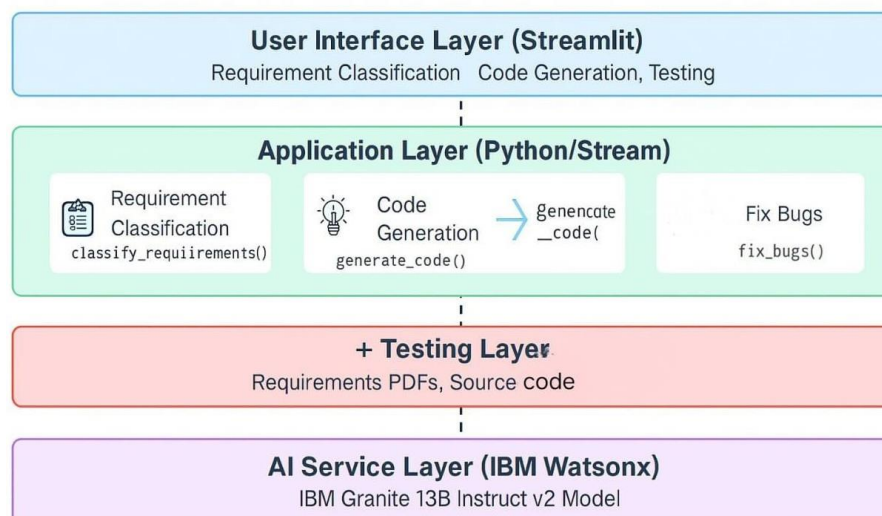 User Interface Layer (Streamlit)
Requirement Classification Code Generation, Testing
Application Layer (Python/Stream)
Requirement
Classification
classify_requiirements()
Code
Generation
generate_code()
genencate
__code(
Fix Bugs
fix_bugs()
+ Testing Layer
Requirements PDFs, Source code
AI Service Layer (IBM Watsonx)
IBM Granite 13B Instruct v2 Model